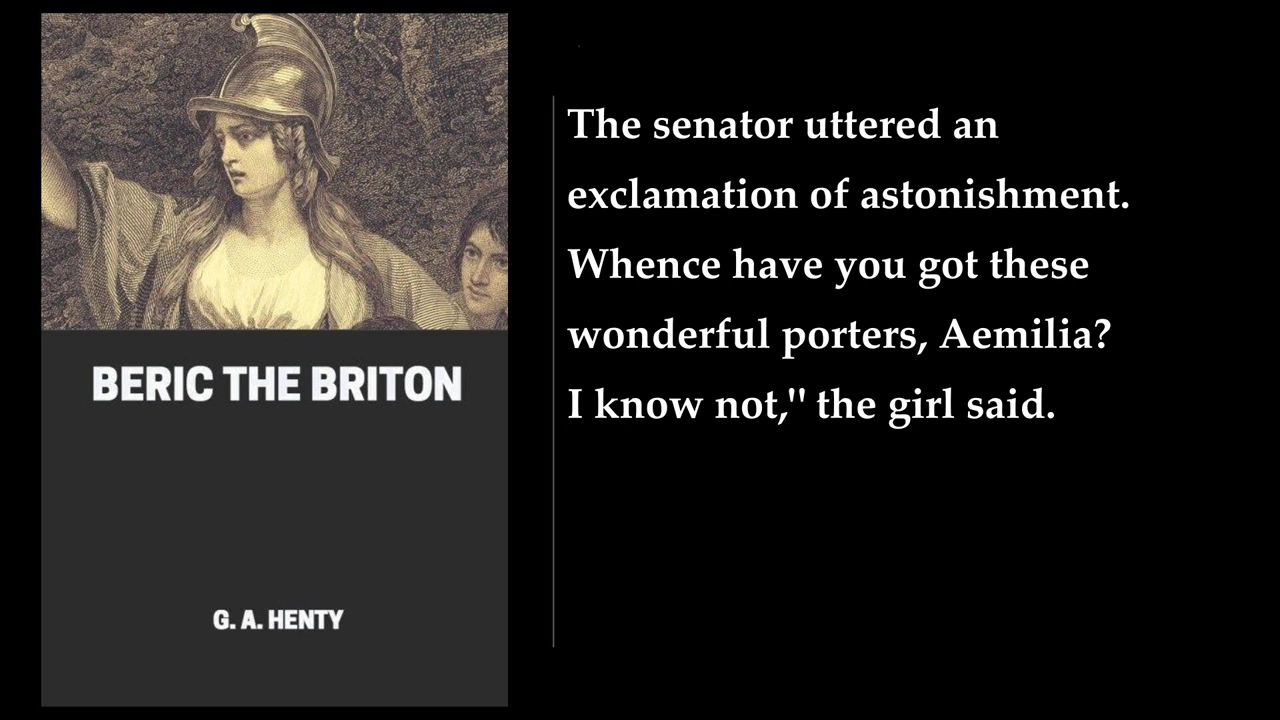 BERIC THE BRITON
G. A. HENTY
The senator uttered an
exclamation of astonishment.
Whence have you got these
wonderful porters, Aemilia?
I know not," the girl said.